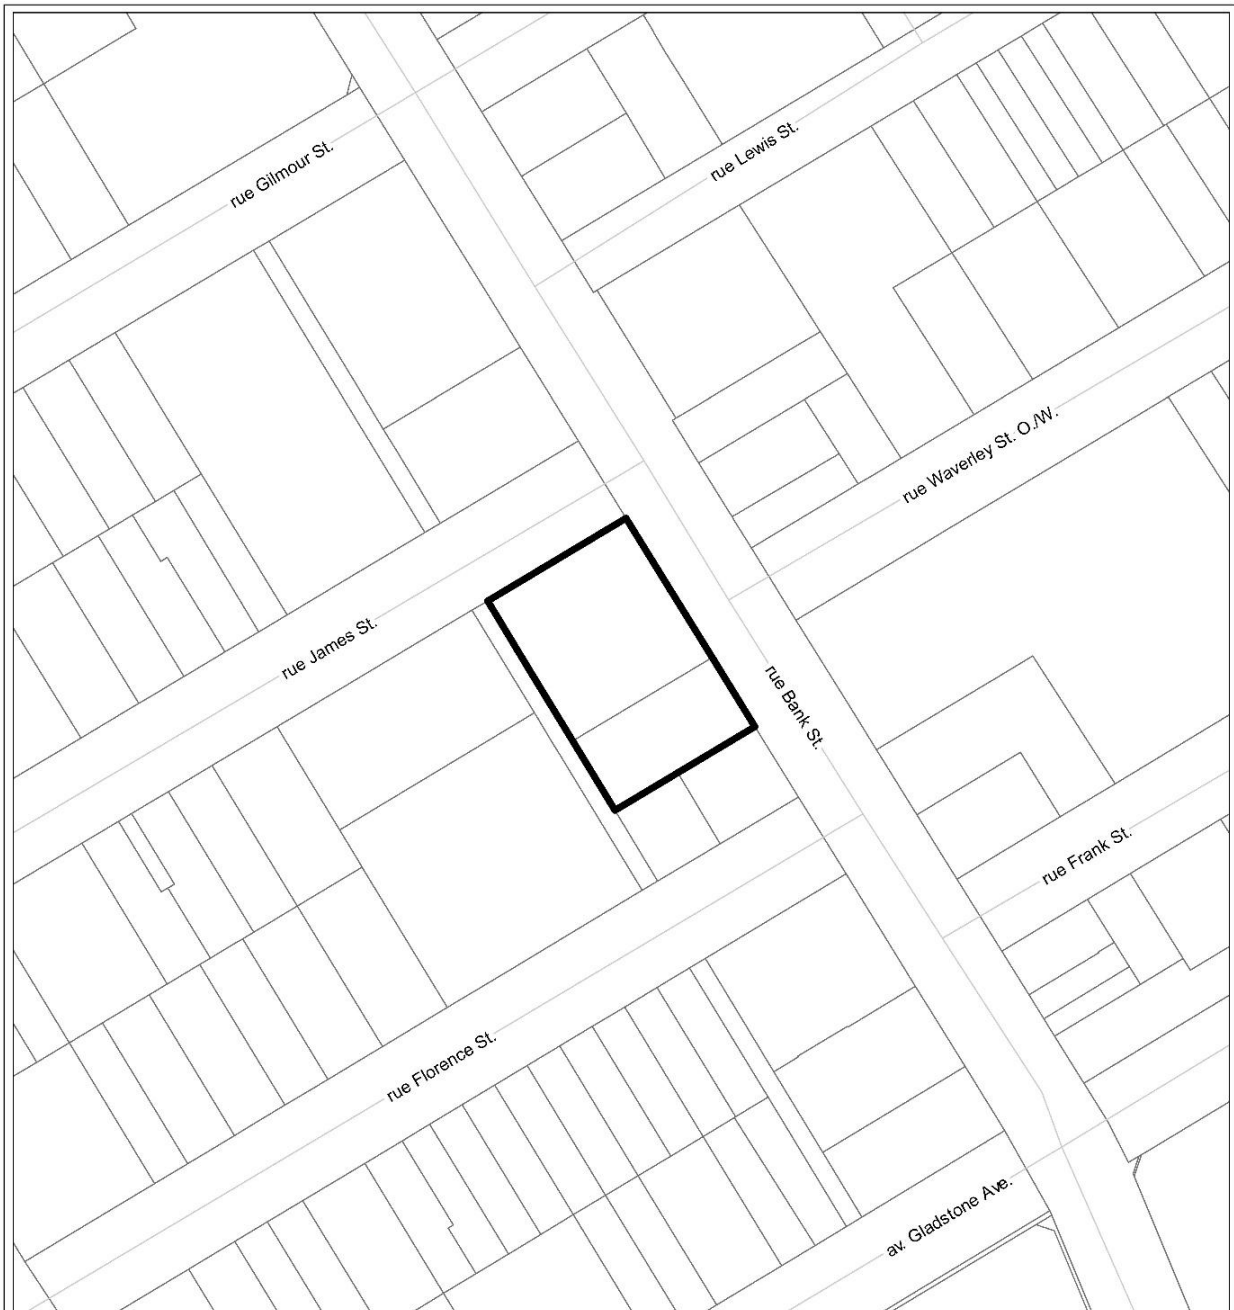 rue Lewis St.
rue Gilmour St.
rue Waverley St. O./W.
rue James St.
rue Bank St.
rue Frank St.
rue Florence St.
av. Gladstone Ave.